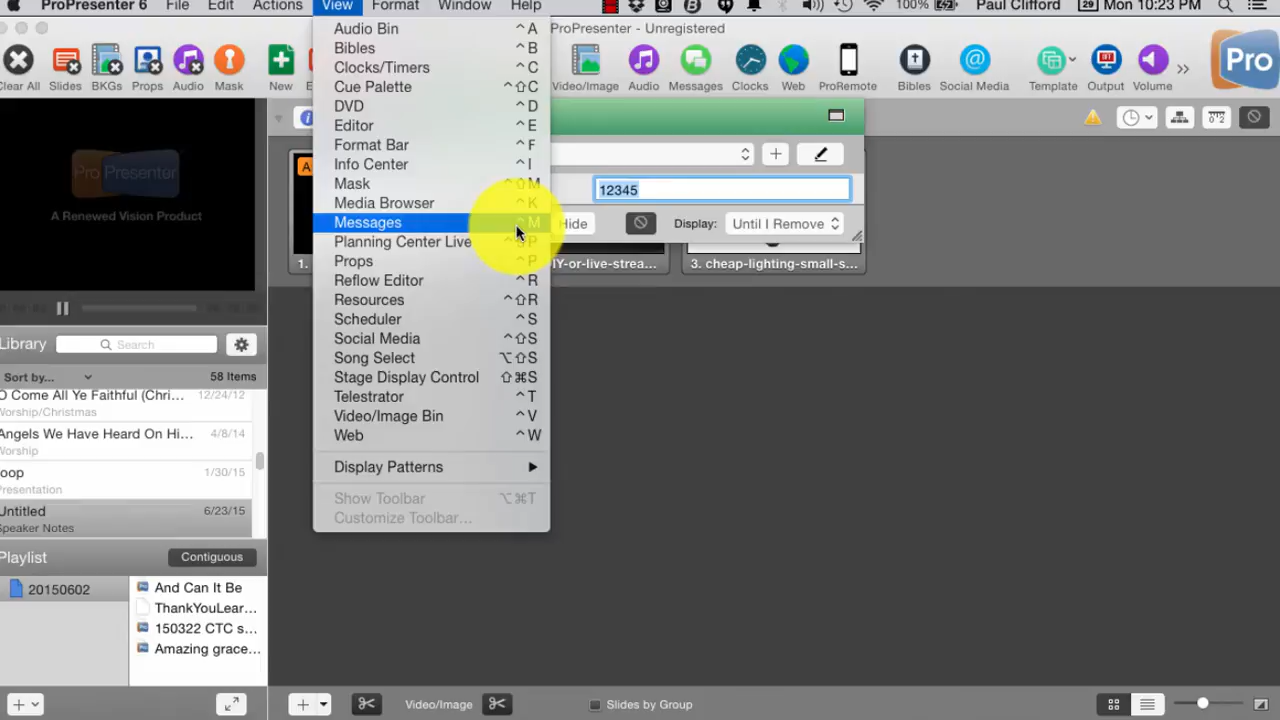 ProPresenter 6 File Edit Actions View Format Window Help 100% Paul Clifford 29 Mon 10:23 PM
ProPresenter - Unregistered
Clear All Slides BKGs Props Audio Mask New Video/Image Audio Messages Clocks Web ProRemote Bibles Social Media Template Output Volume Pro
Audio Bin ^A
Bibles ^B
Clocks/Timers ^C
Cue Palette ^⇧C
DVD ^D
Editor ^E
Format Bar ^F
Info Center ^I
Mask ^⇧M
Media Browser ^K
Messages ^M
Planning Center Live ^⇧P
Props ^P
Reflow Editor ^R
Resources ^⇧R
Scheduler ^S
Social Media ^⇧S
Song Select ⌥⇧S
Stage Display Control ⇧⌘S
Telestrator ^T
Video/Image Bin ^V
Web ^W
Display Patterns
Show Toolbar ⌥⌘T
Customize Toolbar...
12345
Hide Display: Until I Remove
1. DIY-or-live-strea... 3. cheap-lighting-small-s...
Pro Presenter
A Renewed Vision Product
Library Search
Sort by... 58 Items
O Come All Ye Faithful (Chri... 12/24/12
Worship/Christmas
Angels We Have Heard On Hi... 4/8/14
Worship
oop 1/30/15
Presentation
Untitled 6/23/15
Speaker Notes
Playlist Contiguous
20150602
And Can It Be
ThankYouLear...
150322 CTC s...
Amazing grace...
Video/Image Slides by Group